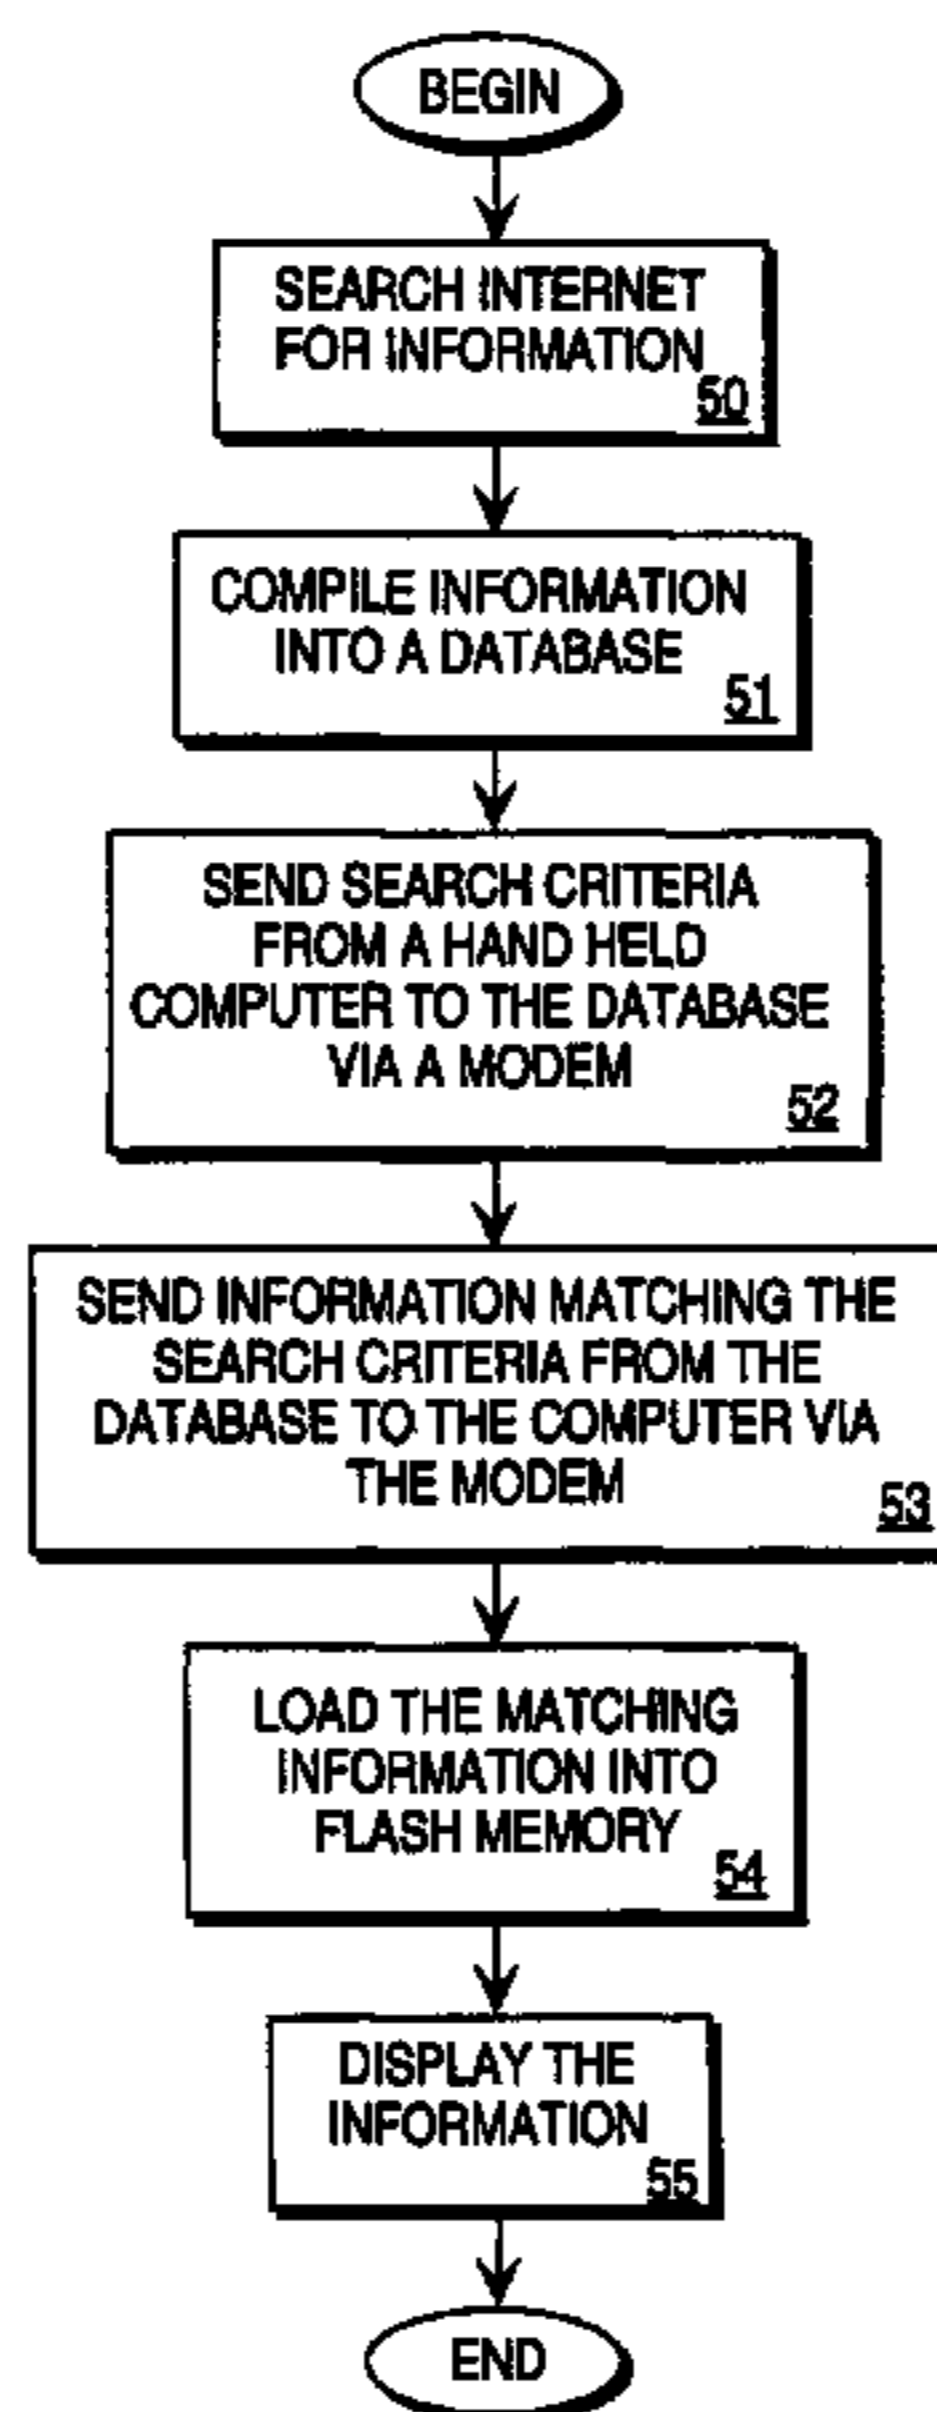 BEGIN
SEARCH INTERNET
FOR INFORMATION
50
COMPILE INFORMATION
INTO A DATABASE
51
SEND SEARCH CRITERIA
FROM A HAND HELD
COMPUTER TO THE DATABASE
VIA A MODEM
52
SEND INFORMATION MATCHING THE
SEARCH CRITERIA FROM THE
DATABASE TO THE COMPUTER VIA
THE MODEM
53
LOAD THE MATCHING
INFORMATION INTO
FLASH MEMORY
54
DISPLAY THE
INFORMATION
55
END